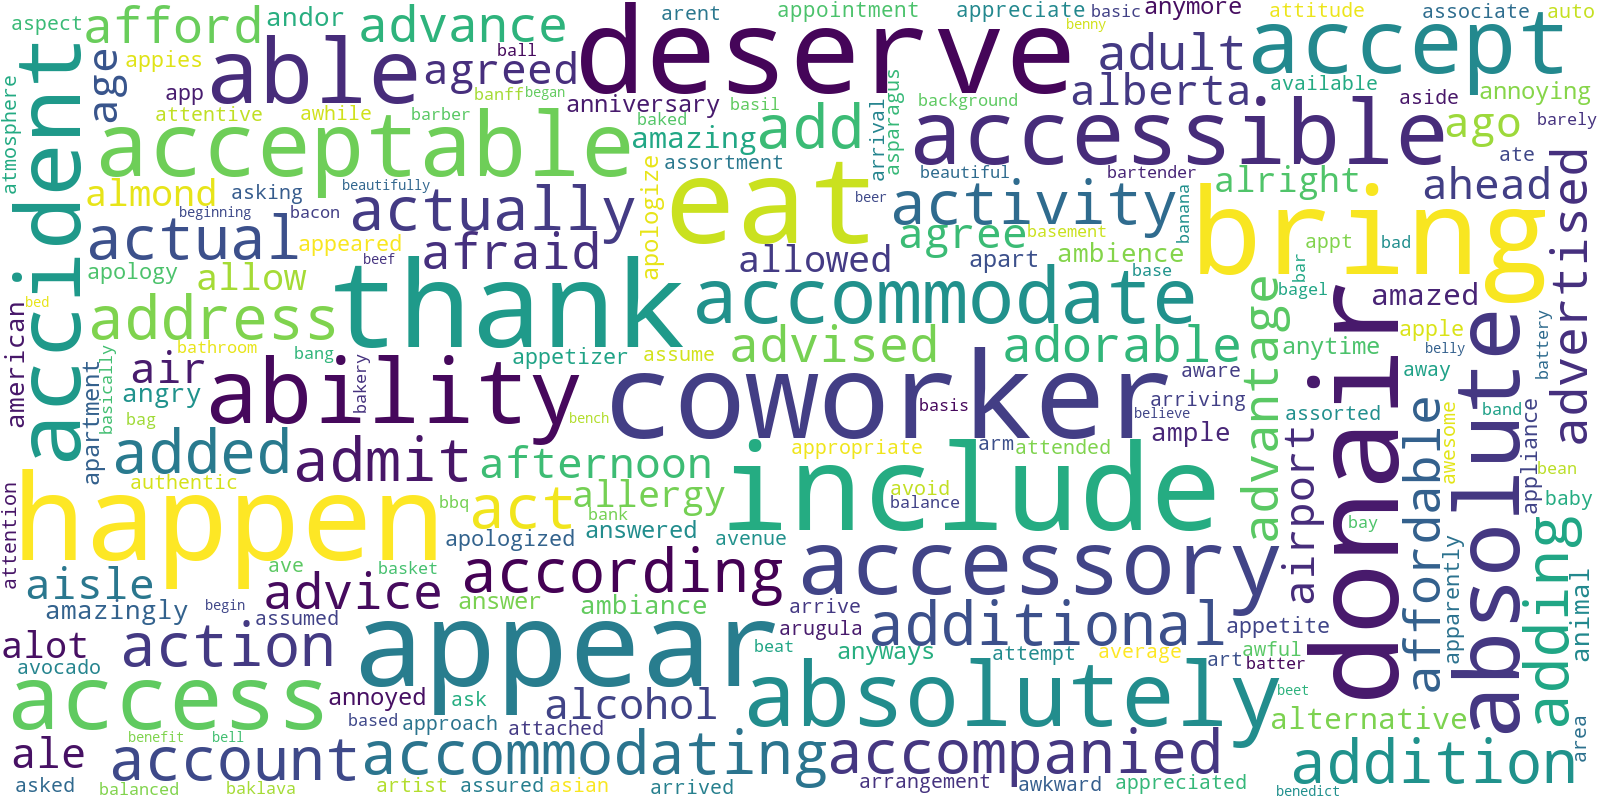 aspect afford andor advance arent appointment appreciate basic anymore attitude associate auto
accident age appies able ball agreed deserve benny adult accept
app banff began anniversary basil background alberta available aside annoying
atmosphere attentive awhile barber baked amazing add arrival asparagus accessible ago barely
acceptable assortment ate
almond asking beautifully apologize eat beautiful bartender alright ahead advertised
beginning bacon actually beer activity banana bring
actual appeared afraid agree basement appt bad
apology allow beef allowed apart ambience base bar bagel
american bed address thank accommodate advantage donair amazed absolute
bathroom bang appetizer assume advised adorable anytime apple belly battery
apartment basically air bakery ability coworker aware away
angry bag bench basis believe arriving assorted band
added admit afternoon appropriate include arm attended ample airport affordable awesome appliance
attention authentic bbq act allergy avoid balance bean baby
happen bank answered avenue bay
apologized accessory apparently adding animal
aisle ave basket according
amazingly begin advice answer ambiance arrive
assumed arugula additional appetite
alot action appear beat anyways attempt average art awful batter
avocado
access annoyed ask alcohol absolutely beet
based approach attached alternative area
ale benefit bell account accommodating accompanied addition
asked balanced baklava artist assured asian arrived arrangement awkward appreciated benedict